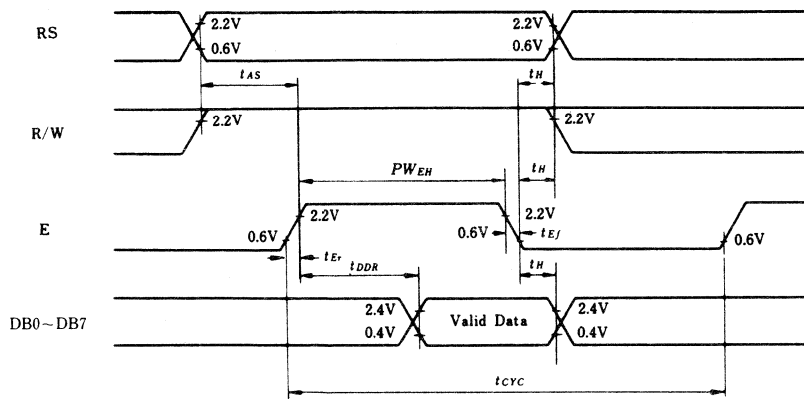 RS
2.2V
0.6V
2.2V
0.6V
tAS
tH
R/W
2.2V
2.2V
PWEH
tH
E
0.6V
2.2V
0.6V
2.2V
tEf
0.6V
tEr
tDDR
tH
DB0~DB7
2.4V
0.4V
Valid Data
2.4V
0.4V
tCYC